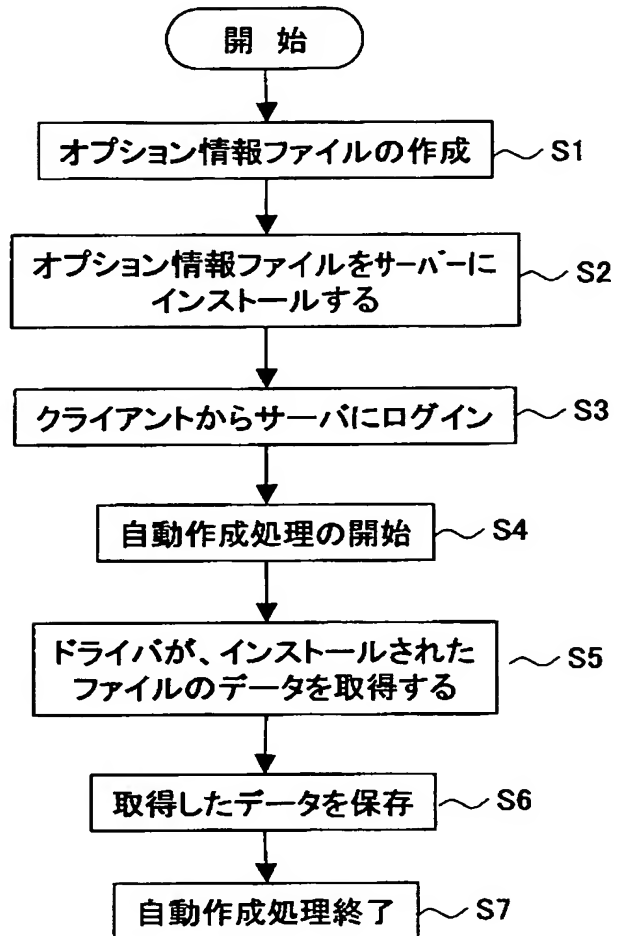 開 始
オプション情報ファイルの作成 S1
オプション情報ファイルをサーバーに
インストールする S2
クライアントからサーバにログイン S3
自動作成処理の開始 S4
ドライバが、インストールされた
ファイルのデータを取得する S5
取得したデータを保存 S6
自動作成処理終了 S7